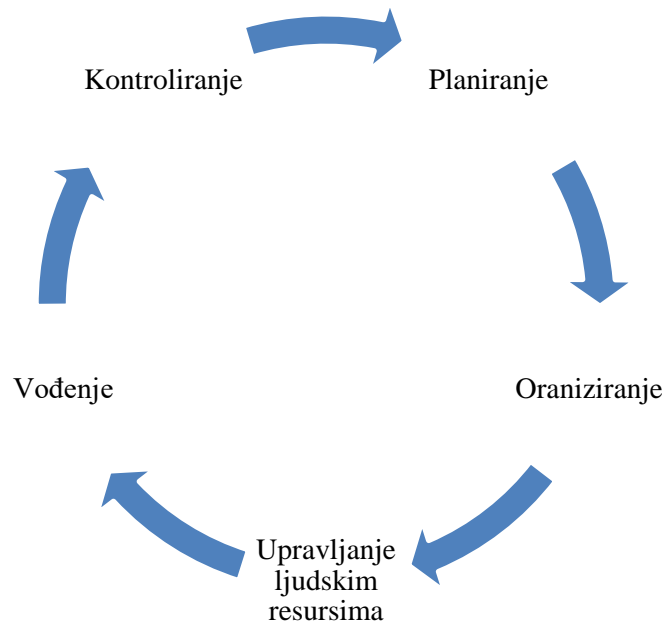 Kontroliranje
Planiranje
Vođenje
Oraniziranje
Upravljanje
ljudskim
resursima